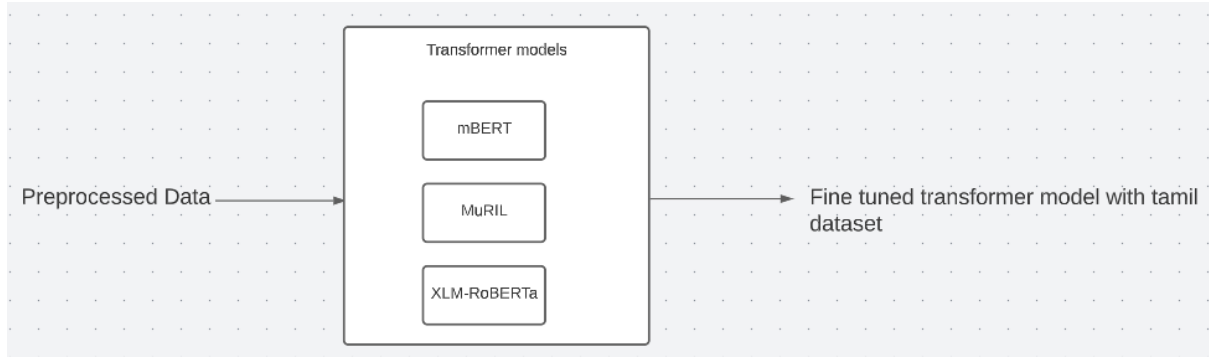 Transformer models
mBERT
Preprocessed Data
MuRIL
Fine tuned transformer model with tamil
dataset
XLM-RoBERTa